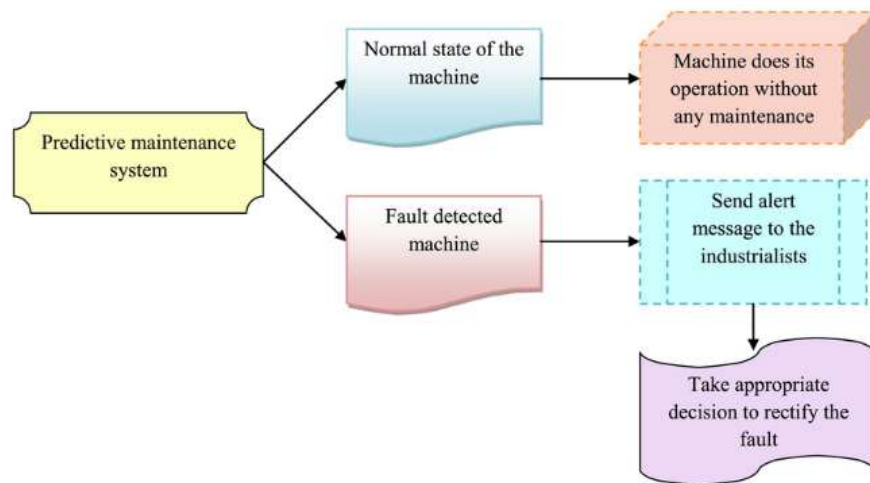 Predictive maintenance
system
Normal state of the
machine
Machine does its
operation without
any maintenance
Fault detected
machine
Send alert
message to the
industrialists
Take appropriate
decision to rectify the
fault